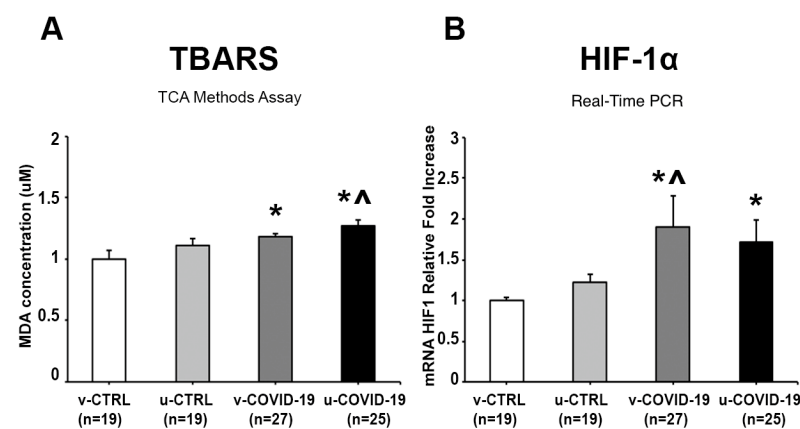 A
TBARS
TCA Methods Assay
MDA concentration (uM)
2
1.5
1
0.5
0
*
*^
v-CTRL
(n=19)
u-CTRL
(n=19)
v-COVID-19
(n=27)
u-COVID-19
(n=25)
B
HIF-1α
Real-Time PCR
mRNA HIF1 Relative Fold Increase
3
2.5
2
1.5
1
0.5
0
*^
*
v-CTRL
(n=19)
u-CTRL
(n=19)
v-COVID-19
(n=27)
u-COVID-19
(n=25)